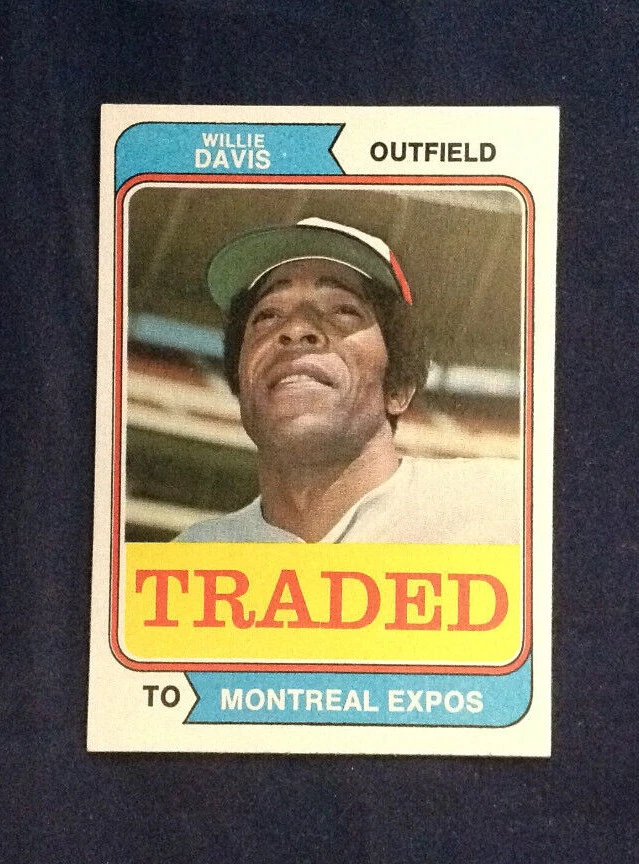 WILLIE
DAVIS
OUTFIELD
TRADED
TO MONTREAL EXPOS